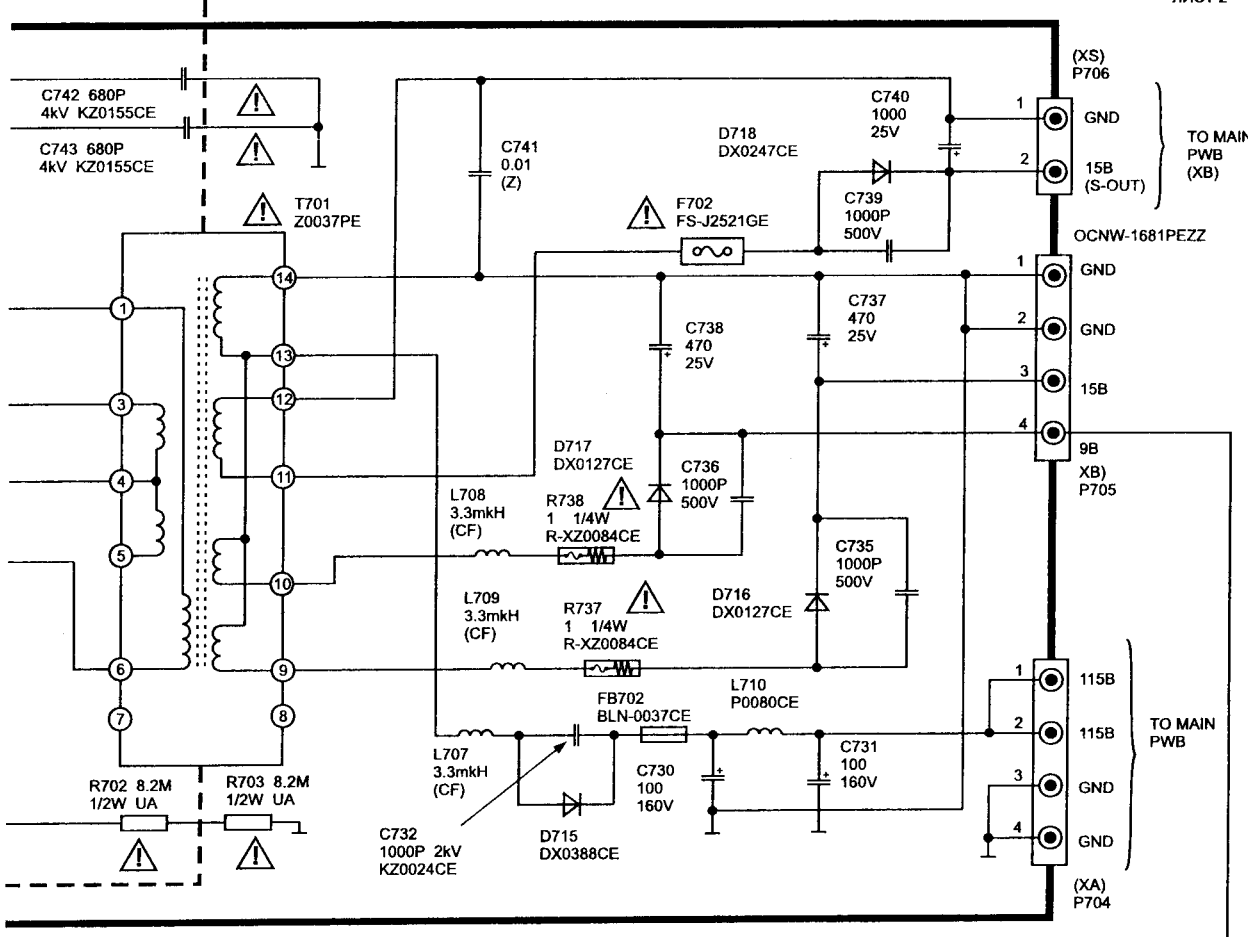 ЛИСТ 2
(XS)
P706
C742 680P
4kV KZ0155CE
C743 680P
4kV KZ0155CE
T701
Z0037PE
C741
0.01
(Z)
C740
1000
25V
D718
DX0247CE
F702
FS-J2521GE
C739
1000P
500V
1
GND
2
15B
(S-OUT)
TO MAIN
PWB
(XB)
OCNW-1681PEZZ
1
GND
2
GND
3
15B
4
9B
XB)
P705
C738
470
25V
C737
470
25V
1
3
4
5
6
7
14
13
12
11
10
9
8
D717
DX0127CE
C736
1000P
500V
L708
3.3mkH
(CF)
R738
1 1/4W
R-XZ0084CE
C735
1000P
500V
D716
DX0127CE
L709
3.3mkH
(CF)
R737
1 1/4W
R-XZ0084CE
FB702
BLN-0037CE
L710
P0080CE
L707
3.3mkH
(CF)
C730
100
160V
C731
100
160V
D715
DX0388CE
C732
1000P 2kV
KZ0024CE
R702 8.2M
1/2W UA
R703 8.2M
1/2W UA
1
115B
2
115B
3
GND
4
GND
TO MAIN
PWB
(XA)
P704